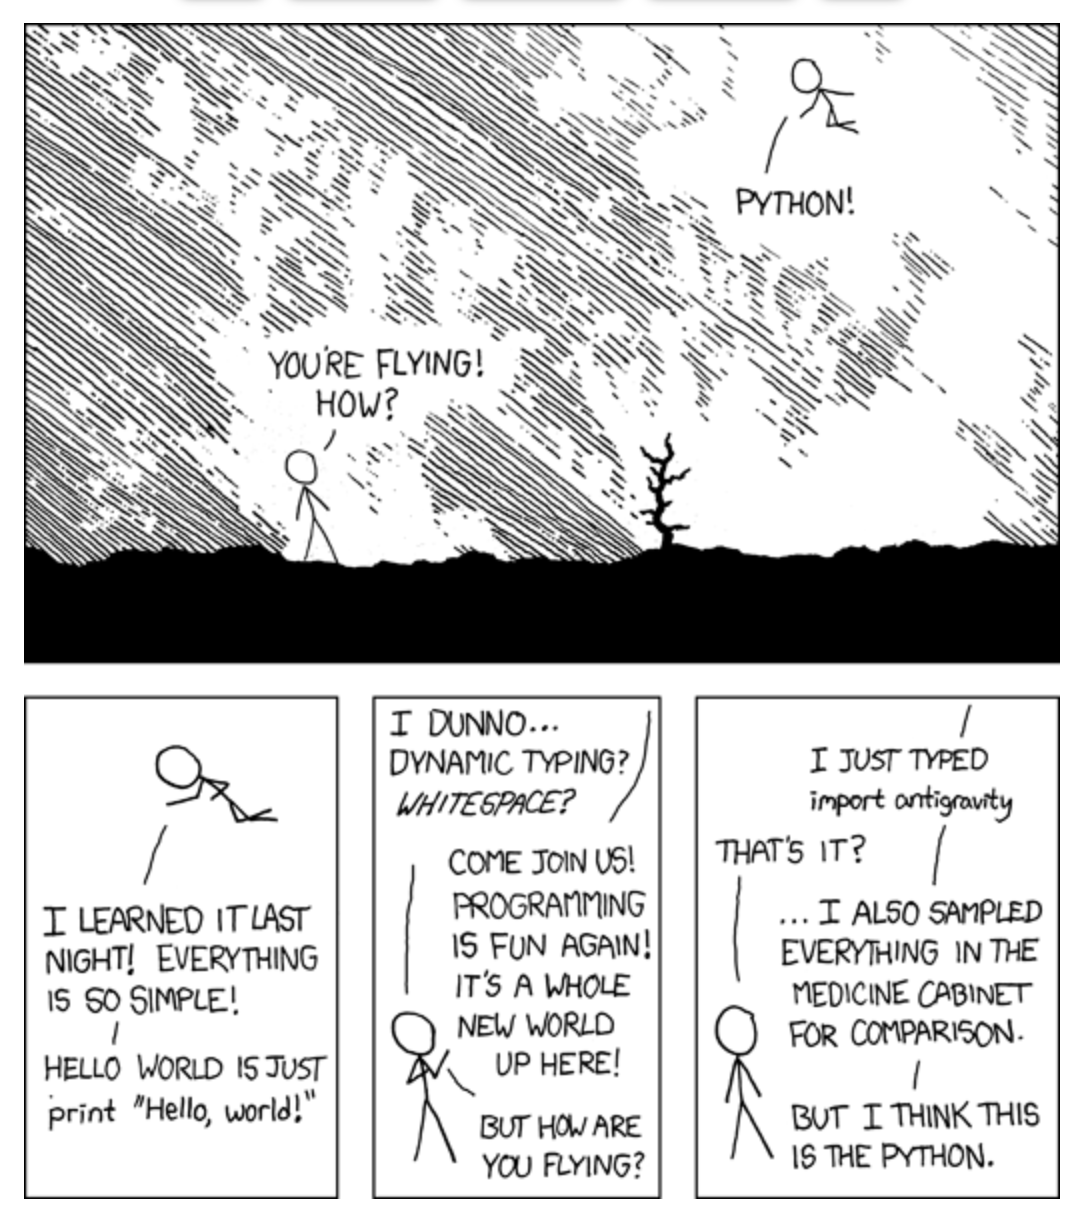 YOU'RE FLYING!
HOW?
PYTHON!
I LEARNED IT LAST
NIGHT! EVERYTHING
IS SO SIMPLE!
HELLO WORLD IS JUST
print "Hello, world!"
I DUNNO...
DYNAMIC TYPING?
WHITESPACE?
COME JOIN US!
PROGRAMMING
IS FUN AGAIN!
IT'S A WHOLE
NEW WORLD
UP HERE!
BUT HOW ARE
YOU FLYING?
I JUST TYPED
import antigravity
THAT'S IT?
... I ALSO SAMPLED
EVERYTHING IN THE
MEDICINE CABINET
FOR COMPARISON.
BUT I THINK THIS
IS THE PYTHON.